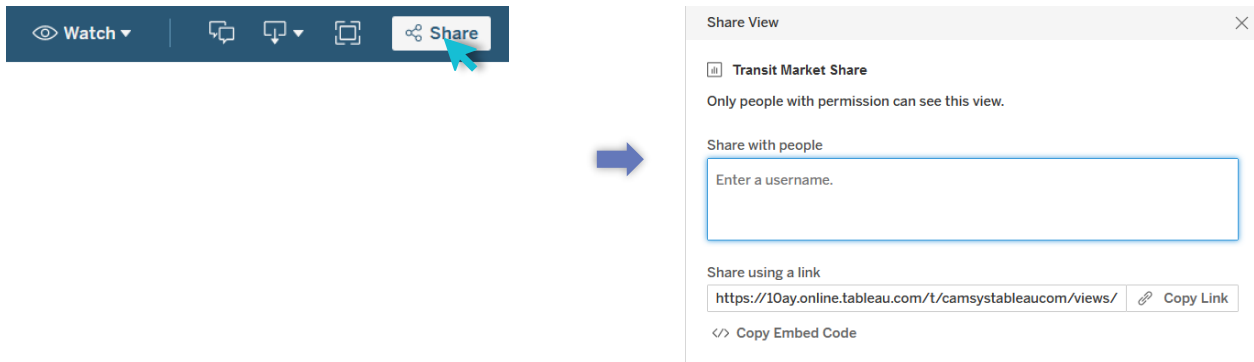 Watch
Share
Share View
Transit Market Share
Only people with permission can see this view.
Share with people
Enter a username.
Share using a link
https://10ay.online.tableau.com/t/camsystableaucom/views/
Copy Link
</> Copy Embed Code